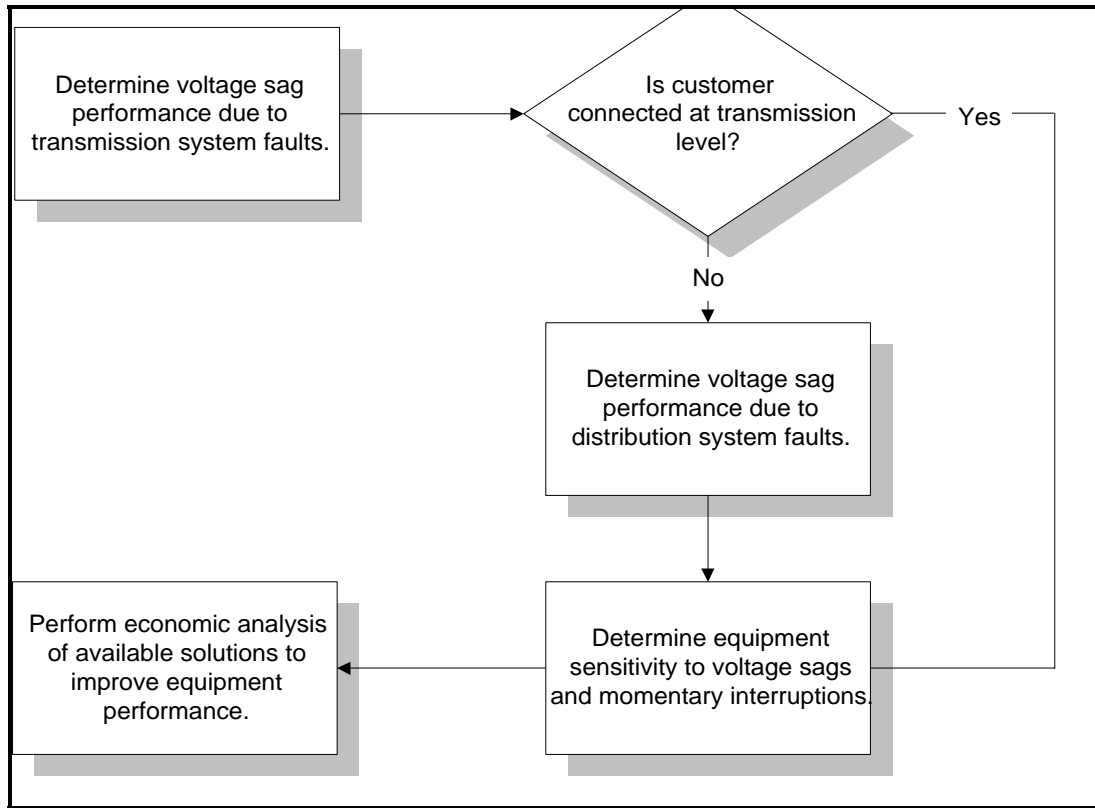 Determine voltage sag
performance due to
transmission system faults.
Is customer
connected at transmission
level?
Yes
No
Determine voltage sag
performance due to
distribution system faults.
Determine equipment
sensitivity to voltage sags
and momentary interruptions.
Perform economic analysis
of available solutions to
improve equipment
performance.